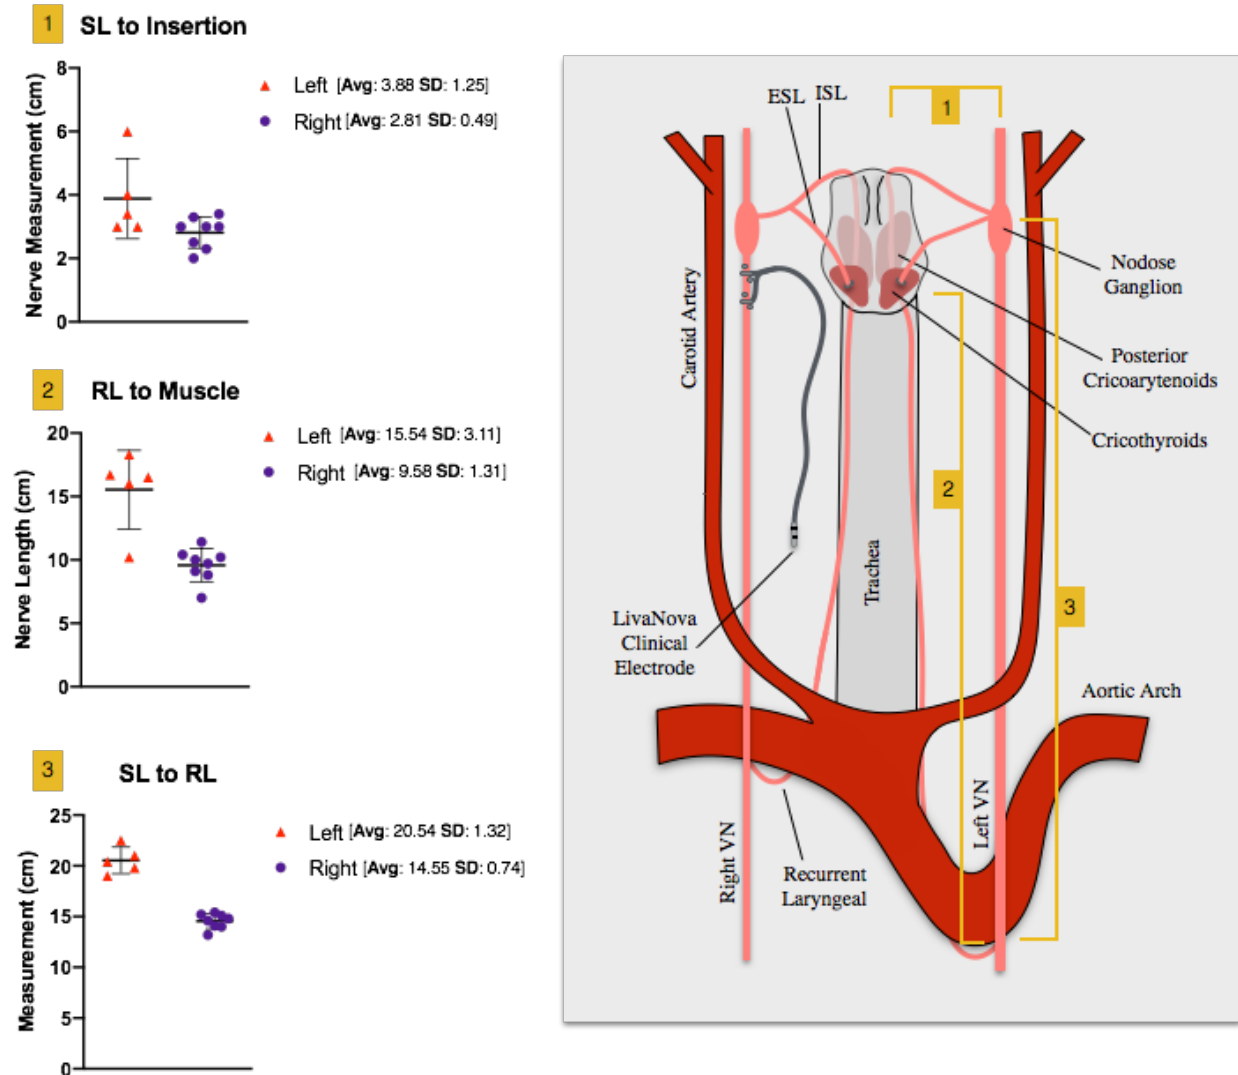 1 SL to Insertion
Nerve Measurement (cm)
8
6
4
2
0
Left [Avg: 3.88 SD: 1.25]
Right [Avg: 2.81 SD: 0.49]
2 RL to Muscle
Nerve Length (cm)
20
15
10
5
0
Left [Avg: 15.54 SD: 3.11]
Right [Avg: 9.58 SD: 1.31]
3 SL to RL
Measurement (cm)
25
20
15
10
5
0
Left [Avg: 20.54 SD: 1.32]
Right [Avg: 14.55 SD: 0.74]
ESL
ISL
1
Carotid Artery
Nodose
Ganglion
Posterior
Cricoarytenoids
Cricothyroids
2
Trachea
3
LivaNova
Clinical
Electrode
Aortic Arch
Right VN
Left VN
Recurrent
Laryngeal